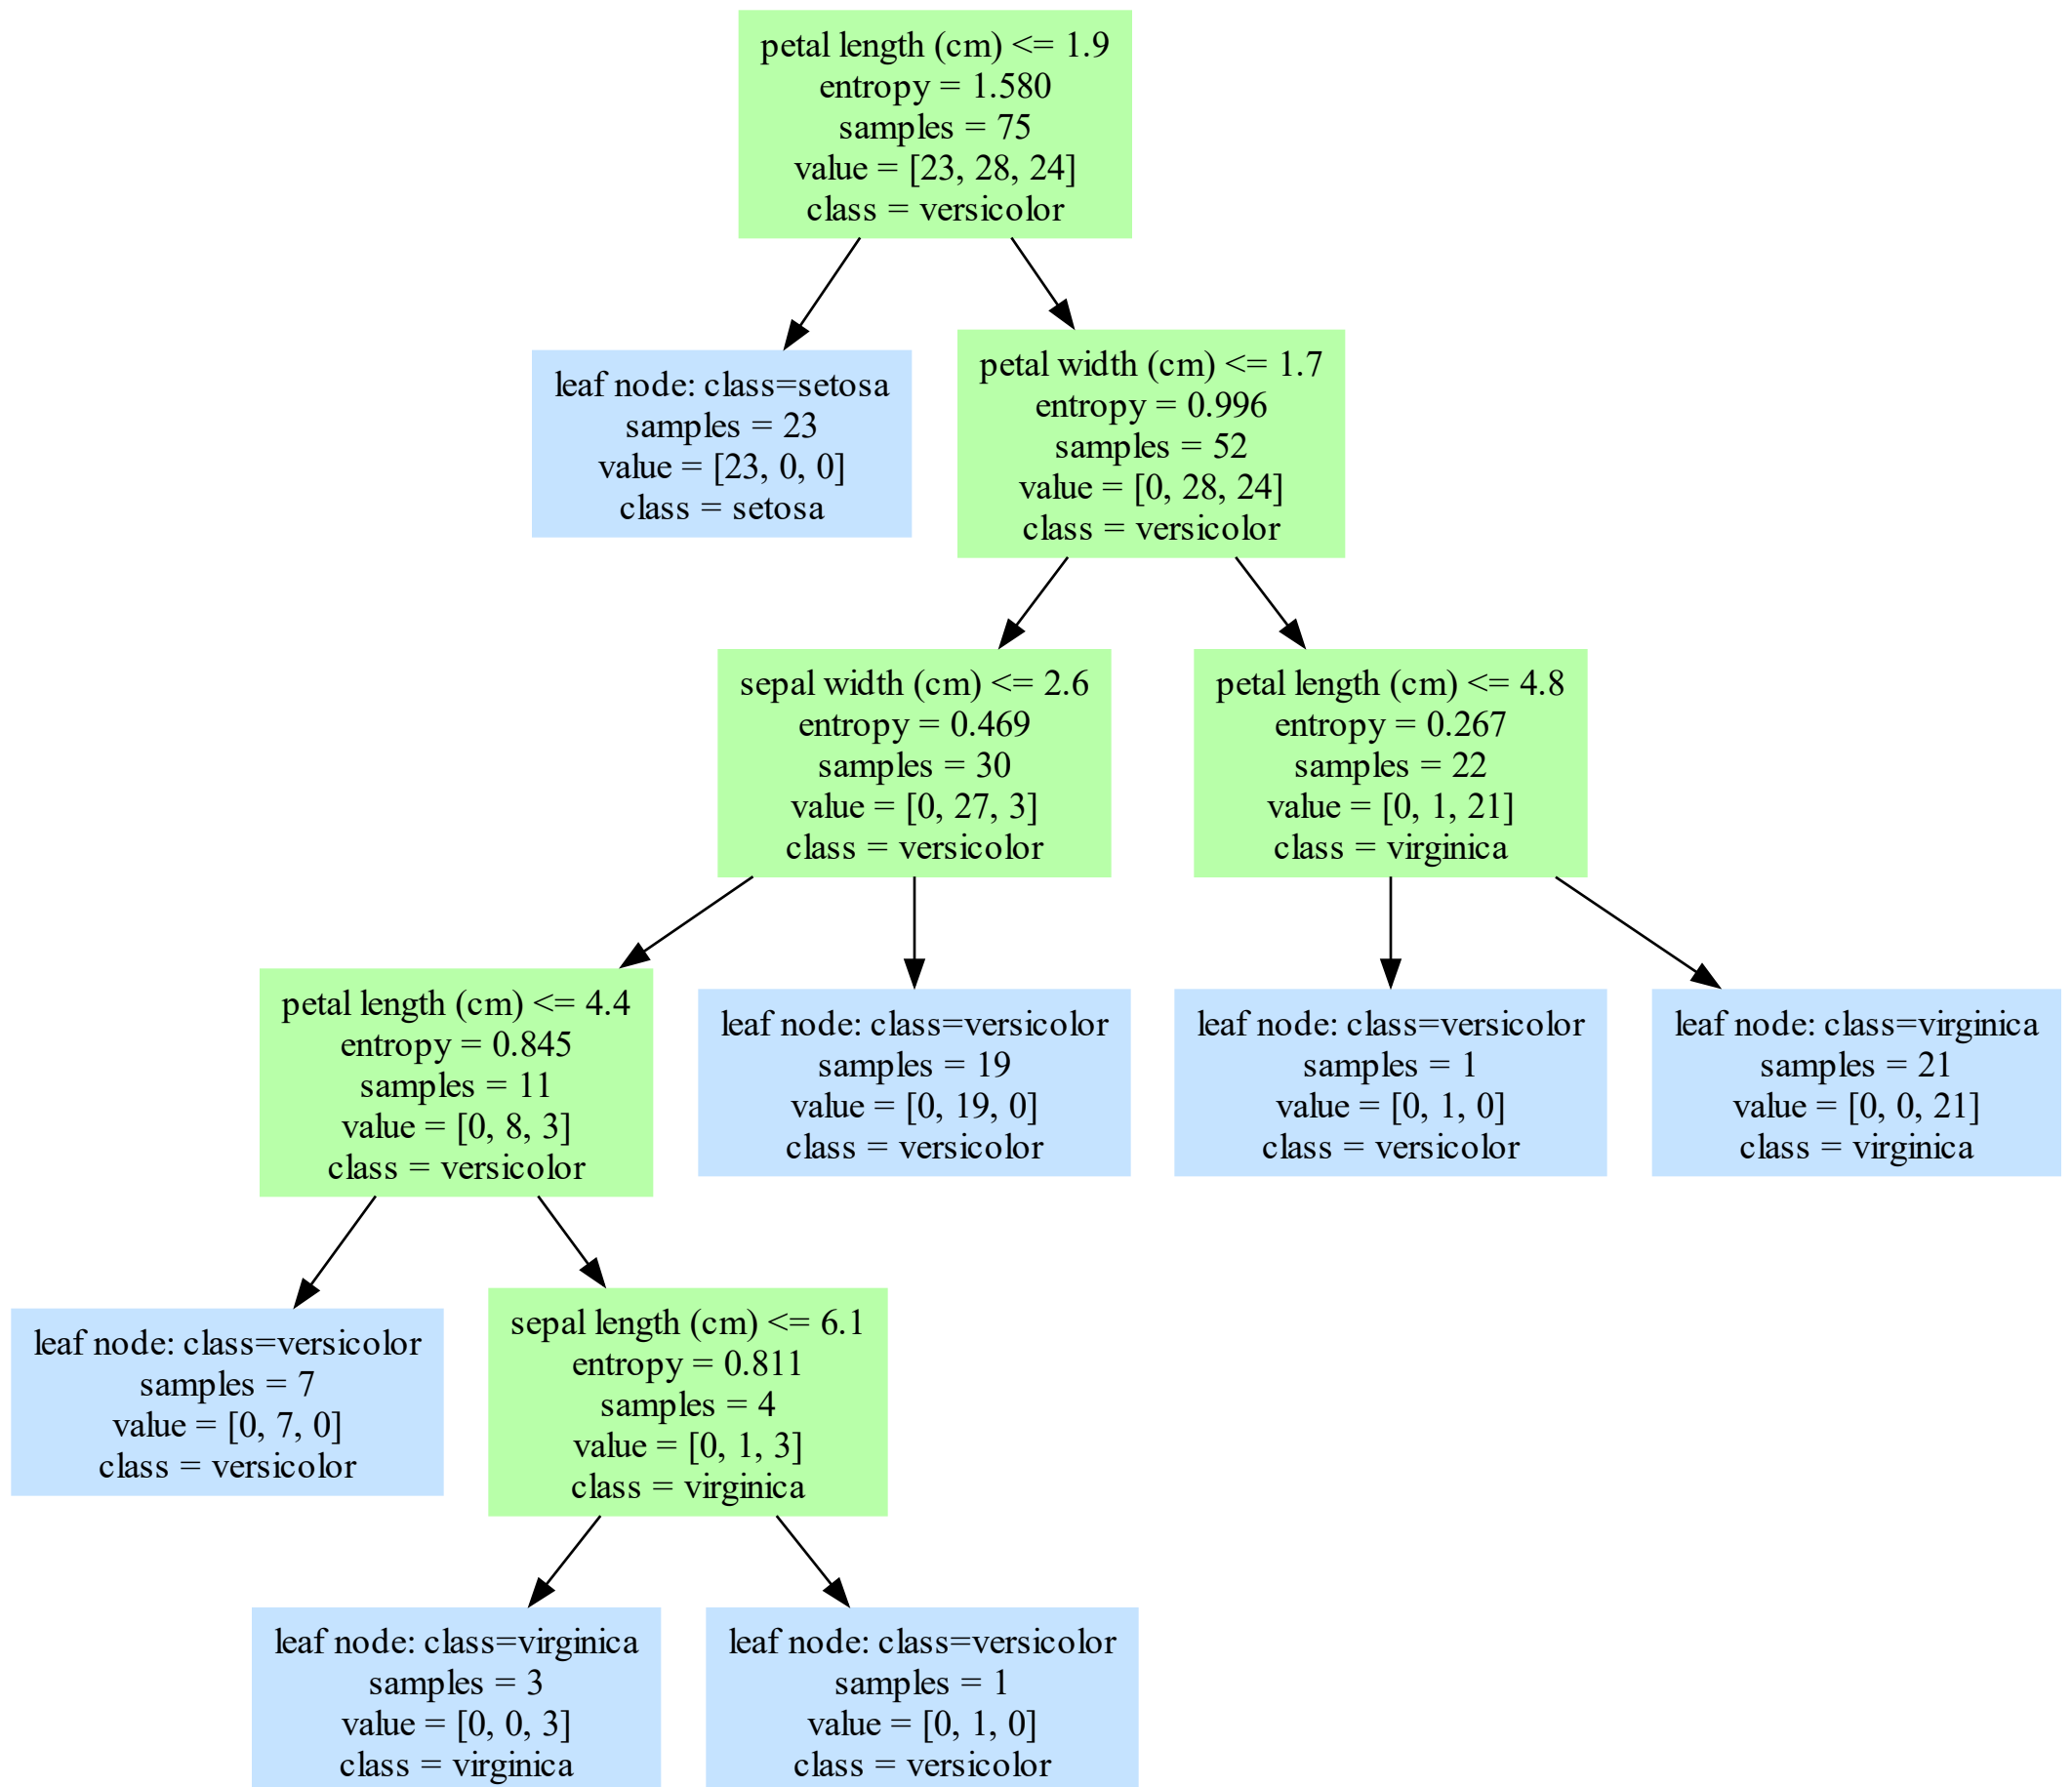 petal length (cm) <= 1.9
entropy = 1.580
samples = 75
value = [23, 28, 24]
class = versicolor
leaf node: class=setosa
samples = 23
value = [23, 0, 0]
class = setosa
petal width (cm) <= 1.7
entropy = 0.996
samples = 52
value = [0, 28, 24]
class = versicolor
sepal width (cm) <= 2.6
entropy = 0.469
samples = 30
value = [0, 27, 3]
class = versicolor
petal length (cm) <= 4.8
entropy = 0.267
samples = 22
value = [0, 1, 21]
class = virginica
petal length (cm) <= 4.4
entropy = 0.845
samples = 11
value = [0, 8, 3]
class = versicolor
leaf node: class=versicolor
samples = 19
value = [0, 19, 0]
class = versicolor
leaf node: class=versicolor
samples = 1
value = [0, 1, 0]
class = versicolor
leaf node: class=virginica
samples = 21
value = [0, 0, 21]
class = virginica
leaf node: class=versicolor
samples = 7
value = [0, 7, 0]
class = versicolor
sepal length (cm) <= 6.1
entropy = 0.811
samples = 4
value = [0, 1, 3]
class = virginica
leaf node: class=virginica
samples = 3
value = [0, 0, 3]
class = virginica
leaf node: class=versicolor
samples = 1
value = [0, 1, 0]
class = versicolor